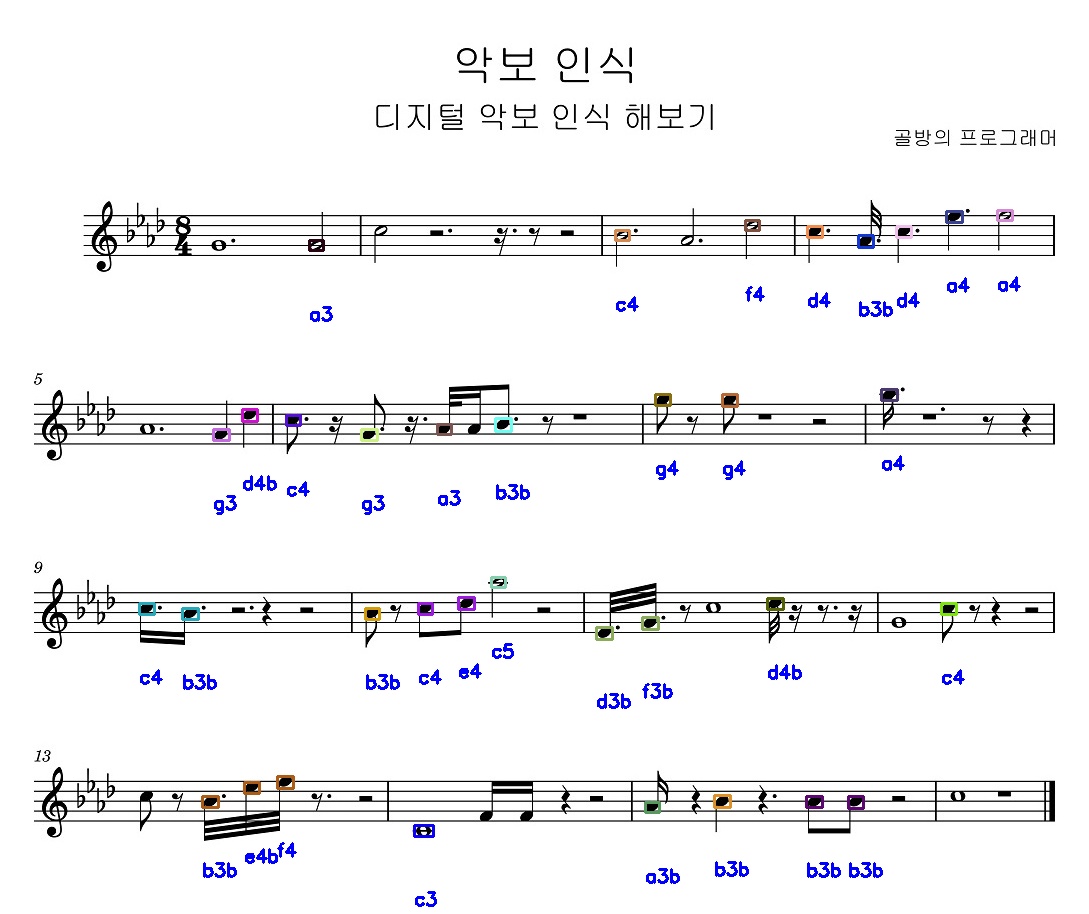 악보 인식
디지털 악보 인식 해보기
골방의 프로그래머
8
4
a3 c4 f4 d4 b3b d4 a4 a4
5
g3 d4b c4 g3 a3 b3b g4 g4 a4
9
c4 b3b b3b c4 e4 c5 d3b f3b d4b c4
13
b3b e4b f4 c3 a3b b3b b3b b3b